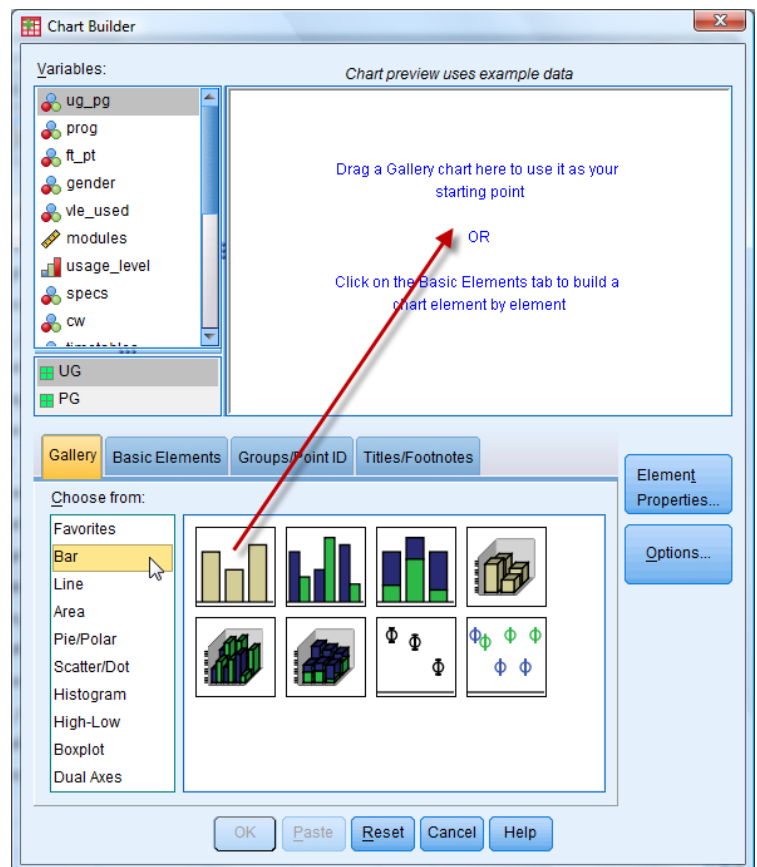 Chart Builder
Variables:
Chart preview uses example data
ug_pg
prog
ft_pt
gender
vle_used
modules
usage_level
specs
cw
UG
PG
Drag a Gallery chart here to use it as your
starting point
OR
Click on the Basic Elements tab to build a
chart element by element
Gallery
Basic Elements
Groups/Point ID
Titles/Footnotes
Element
Properties...
Options...
Choose from:
Favorites
Bar
Line
Area
Pie/Polar
Scatter/Dot
Histogram
High-Low
Boxplot
Dual Axes
OK
Paste
Reset
Cancel
Help